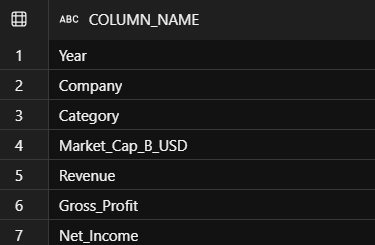 ABC COLUMN_NAME
1 Year
2 Company
3 Category
4 Market_Cap_B_USD
5 Revenue
6 Gross_Profit
7 Net_Income